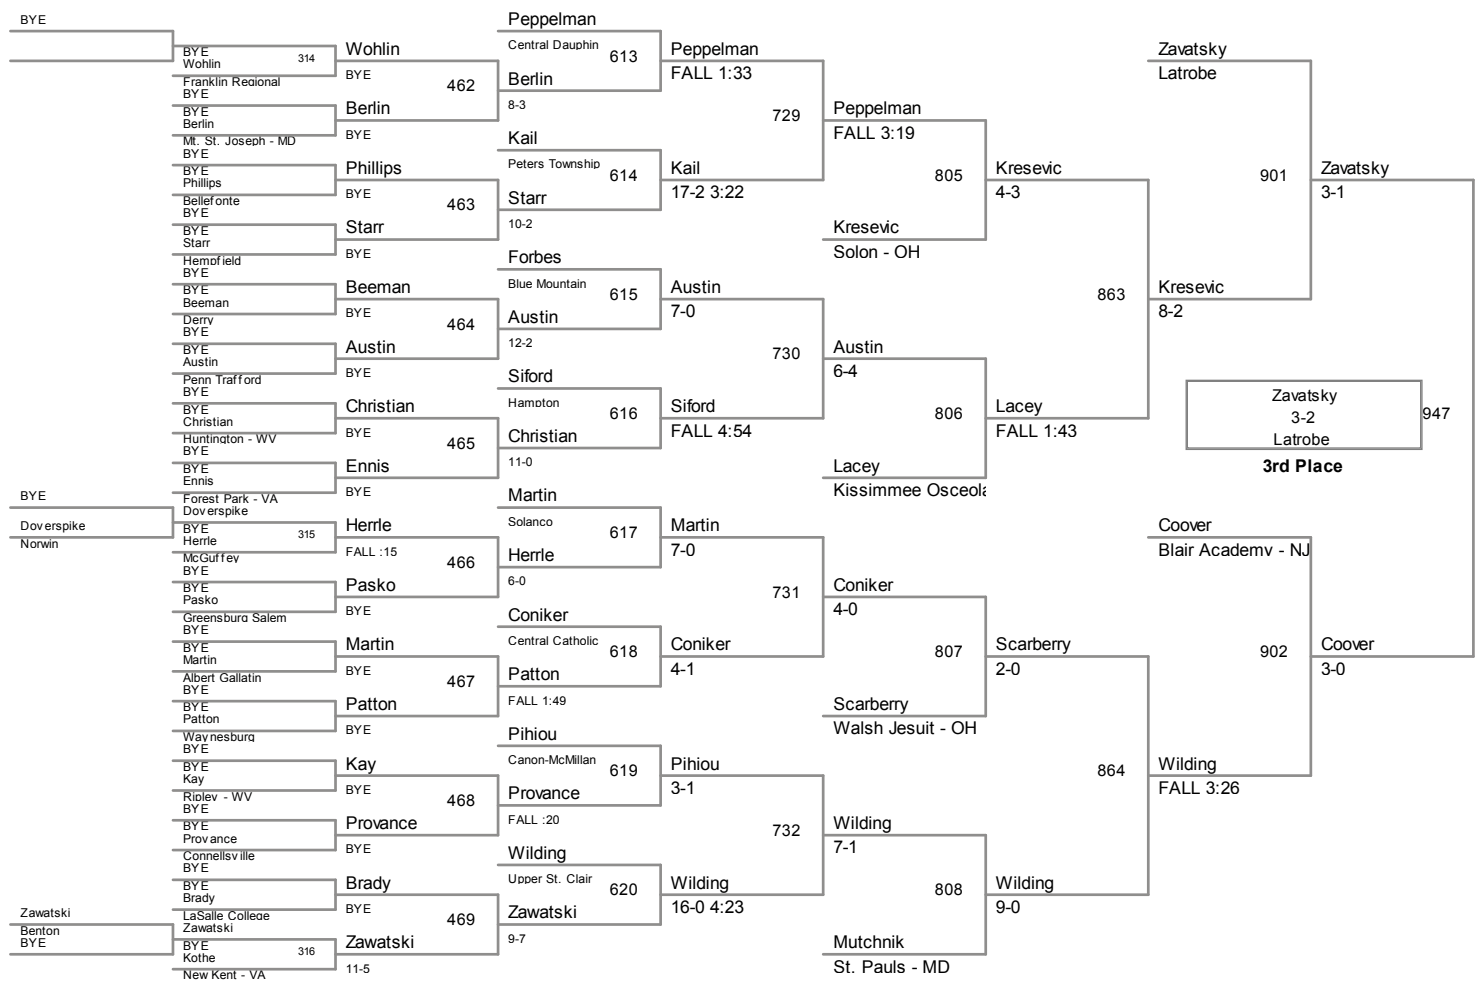 BYE
BYE
Doverspike
Norwin
Zawatski
Benton
BYE
BYE
Wohlin
314
Franklin Regional
BYE
BYE
Berlin
Mt. St. Joseph - MD
BYE
BYE
Phillips
Bellefonte
BYE
BYE
Starr
Hempfield
BYE
BYE
Beeman
Derry
BYE
BYE
Austin
Penn Trafford
BYE
BYE
Christian
Huntington - WV
BYE
BYE
Ennis
Forest Park - VA
Doverspike
BYE
Herrle
315
McGuffey
BYE
BYE
Pasko
Greensburg Salem
BYE
BYE
Martin
Albert Gallatin
BYE
BYE
Patton
Waynesburg
BYE
BYE
Kay
Ripley - WV
BYE
BYE
Provance
Connellsville
BYE
BYE
Brady
LaSalle College
Zawatski
BYE
Kothe
316
New Kent - VA
Wohlin
BYE
462
Berlin
BYE
Phillips
BYE
463
Starr
BYE
Beeman
BYE
464
Austin
BYE
Christian
BYE
465
Ennis
BYE
Herrle
FALL :15
466
Pasko
BYE
Martin
BYE
467
Patton
BYE
Kay
BYE
468
Provance
BYE
Brady
BYE
469
Zawatski
11-5
Peppelman
Central Dauphin
613
Berlin
8-3
Kail
Peters Township
614
Starr
10-2
Forbes
Blue Mountain
615
Austin
12-2
Siford
Hampton
616
Christian
11-0
Martin
Solanco
617
Herrle
6-0
Coniker
Central Catholic
618
Patton
FALL 1:49
Pihiou
Canon-McMillan
619
Provance
FALL :20
Wilding
Upper St. Clair
620
Zawatski
9-7
Peppelman
FALL 1:33
729
Kail
17-2 3:22
Austin
7-0
730
Siford
FALL 4:54
Martin
7-0
731
Coniker
4-1
Pihiou
3-1
732
Wilding
16-0 4:23
Peppelman
FALL 3:19
805
Kresevic
Solon - OH
Austin
6-4
806
Lacey
Kissimmee Osceola
Coniker
4-0
807
Scarberry
Walsh Jesuit - OH
Wilding
7-1
808
Mutchnik
St. Pauls - MD
Kresevic
4-3
863
Lacey
FALL 1:43
Scarberry
2-0
864
Wilding
9-0
Zavatsky
Latrobe
901
Kresevic
8-2
Coover
Blair Academy - NJ
902
Wilding
FALL 3:26
Zavatsky
3-1
Coover
3-0
Zavatsky
3-2
947
Latrobe
3rd Place